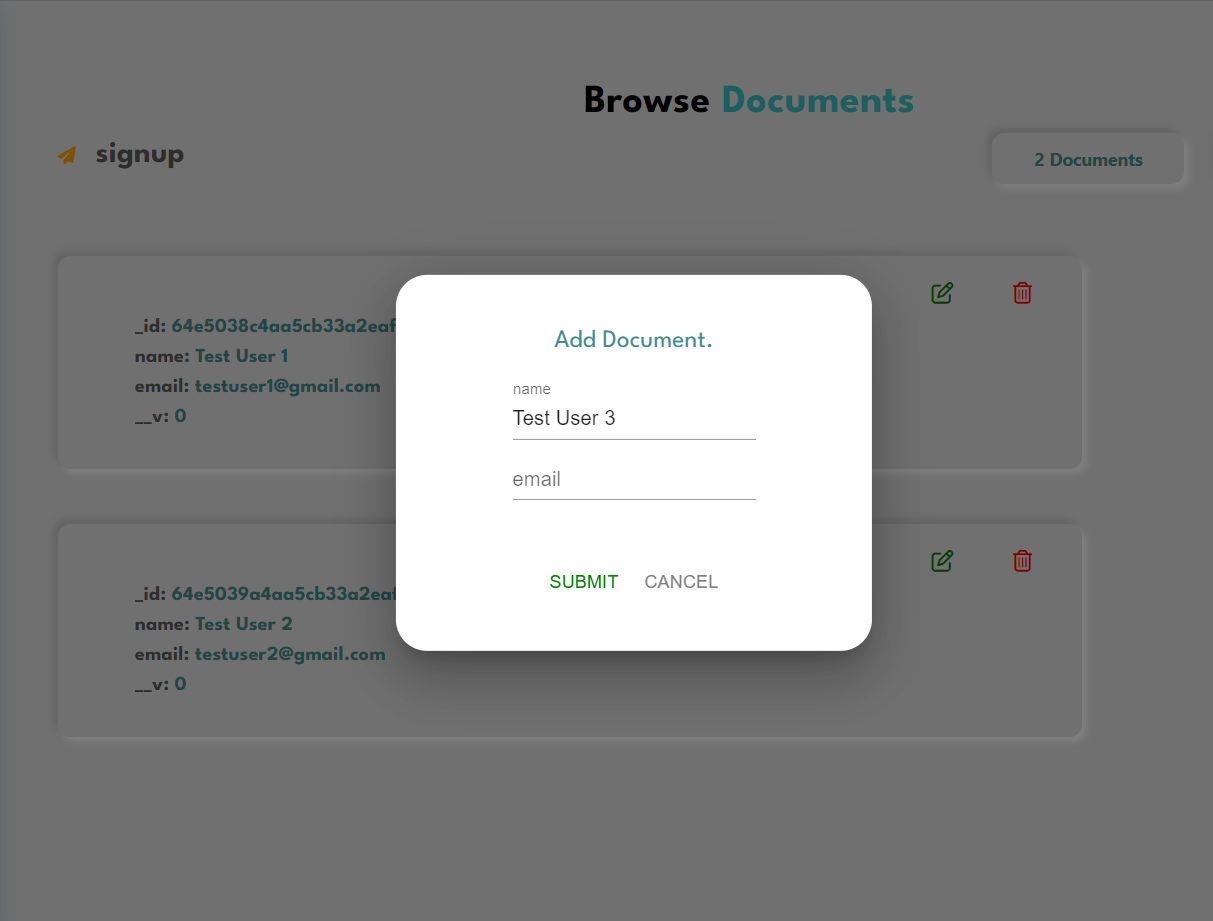 Browse Documents
signup
2 Documents
_id: 64e5038c4aa5cb33a2eaf
name: Test User 1
email: testuser1@gmail.com
__v: 0
Add Document.
name
Test User 3
email
SUBMIT CANCEL
_id: 64e5039a4aa5cb33a2eaf
name: Test User 2
email: testuser2@gmail.com
__v: 0